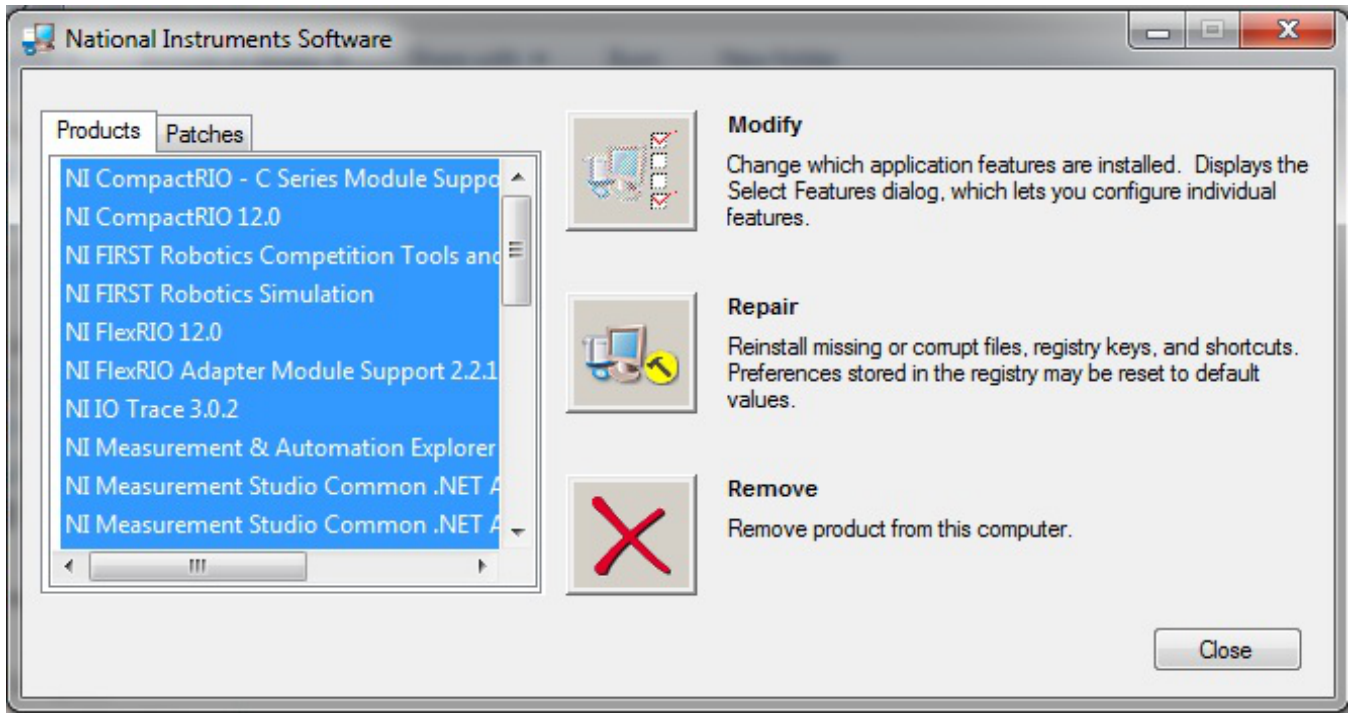 National Instruments Software
Products
Patches
NI CompactRIO - C Series Module Suppo
NI CompactRIO 12.0
NI FIRST Robotics Competition Tools and
NI FIRST Robotics Simulation
NI FlexRIO 12.0
NI FlexRIO Adapter Module Support 2.2.1
NI IO Trace 3.0.2
NI Measurement & Automation Explorer
NI Measurement Studio Common .NET A
NI Measurement Studio Common .NET A
Modify
Change which application features are installed.  Displays the
Select Features dialog, which lets you configure individual
features.
Repair
Reinstall missing or corrupt files, registry keys, and shortcuts.
Preferences stored in the registry may be reset to default
values.
Remove
Remove product from this computer.
Close